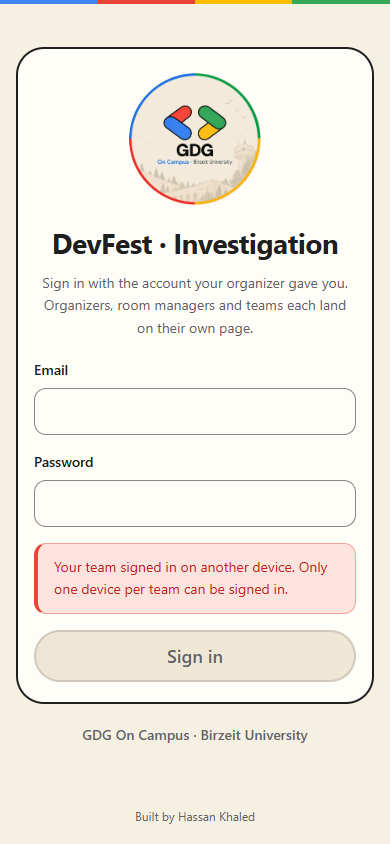 GDG
On Campus · Birzeit University
DevFest · Investigation
Sign in with the account your organizer gave you.
Organizers, room managers and teams each land
on their own page.
Email
Password
Your team signed in on another device. Only
one device per team can be signed in.
Sign in
GDG On Campus · Birzeit University
Built by Hassan Khaled